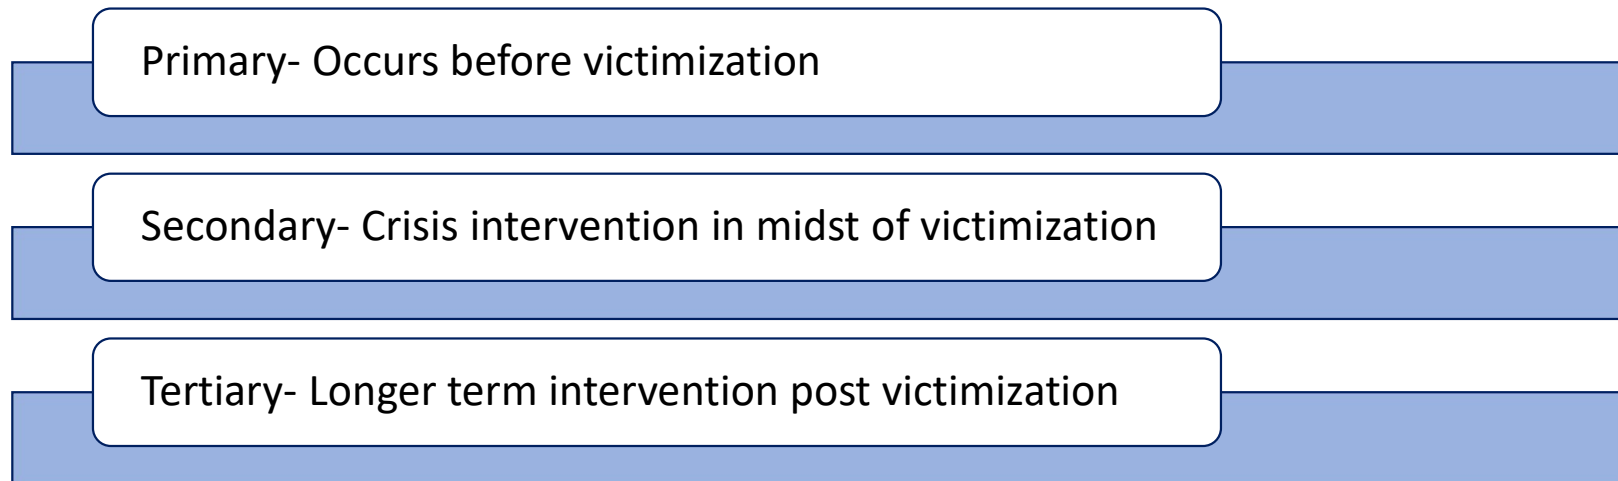 Primary- Occurs before victimization
Secondary- Crisis intervention in midst of victimization
Tertiary- Longer term intervention post victimization